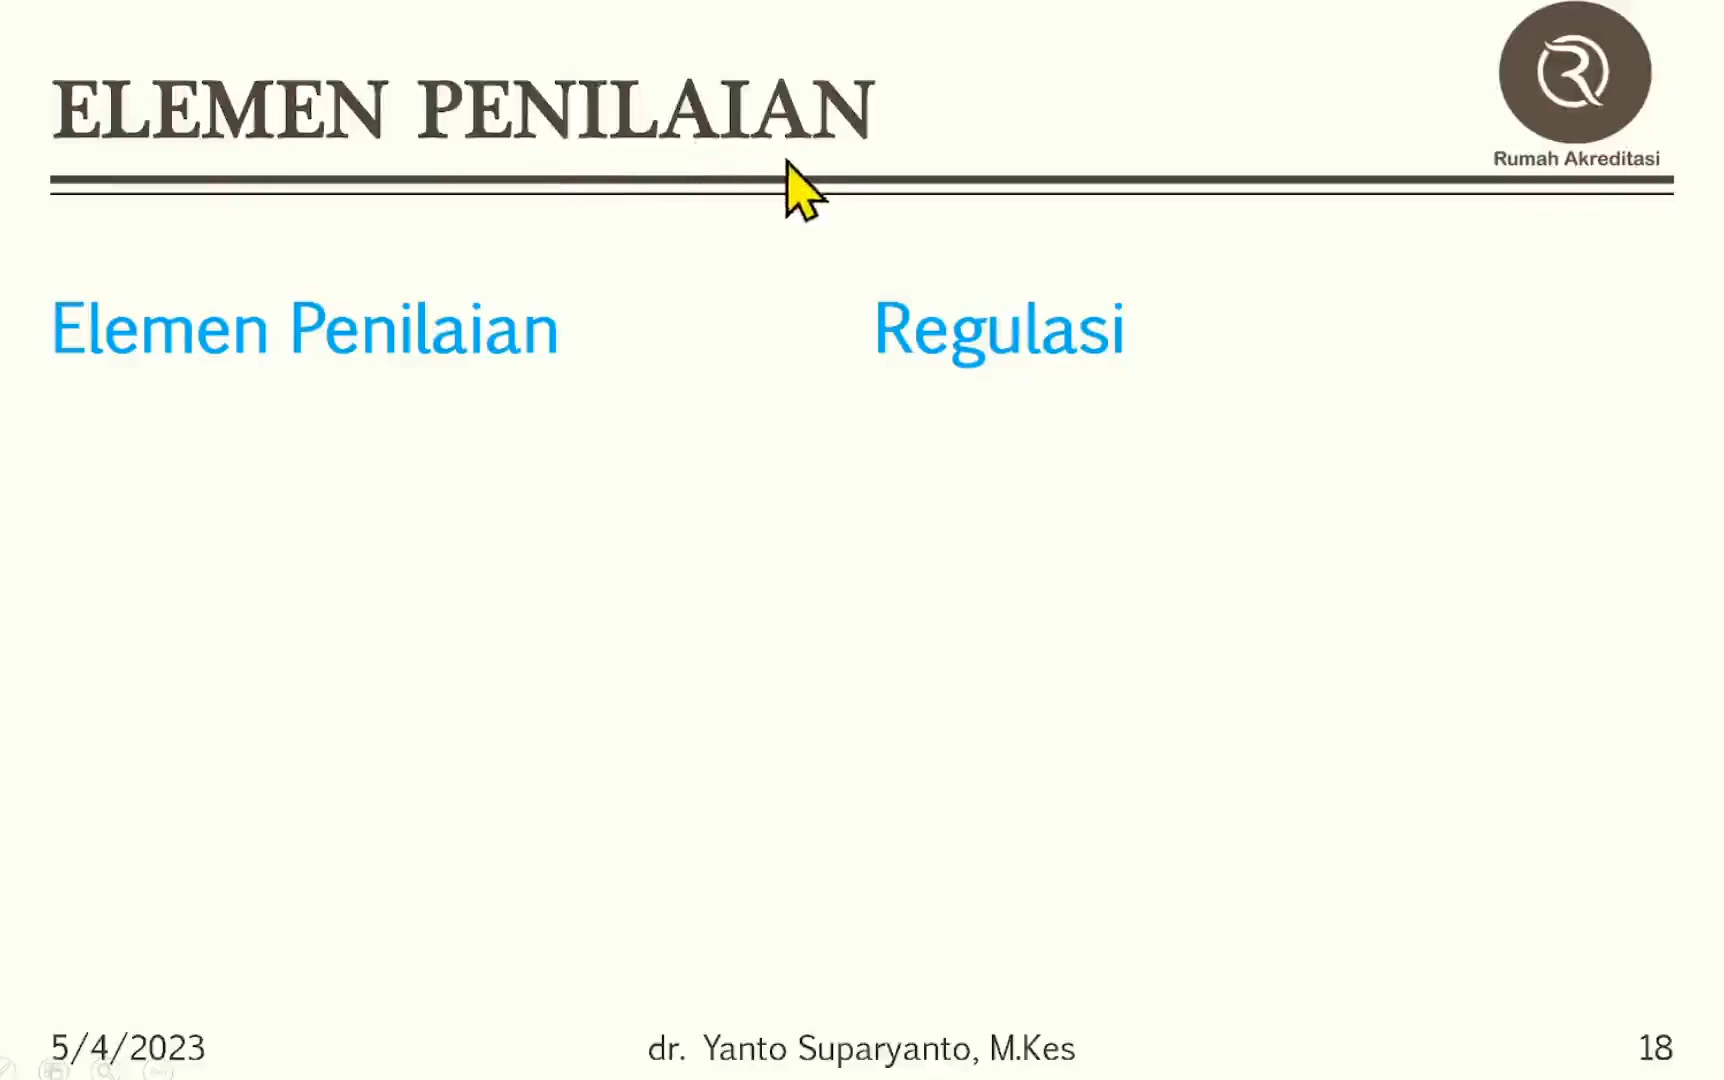 ELEMEN PENILAIAN
Rumah Akreditasi
Elemen Penilaian
Regulasi
5/4/2023
dr. Yanto Suparyanto, M.Kes
18